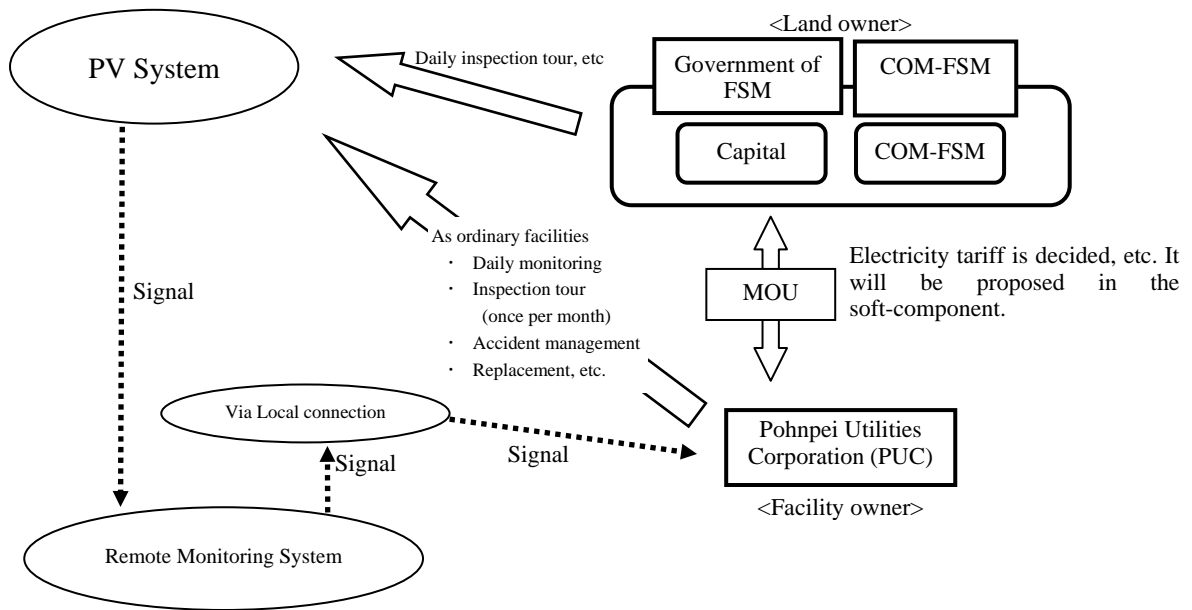 <Land owner>
PV System
Daily inspection tour, etc
Government of
FSM
COM-FSM
Capital
COM-FSM
As ordinary facilities
・ Daily monitoring
・ Inspection tour
(once per month)
・ Accident management
・ Replacement, etc.
Signal
MOU
Electricity tariff is decided, etc. It
will be proposed in the
soft-component.
Via Local connection
Signal
Signal
Pohnpei Utilities
Corporation (PUC)
<Facility owner>
Remote Monitoring System